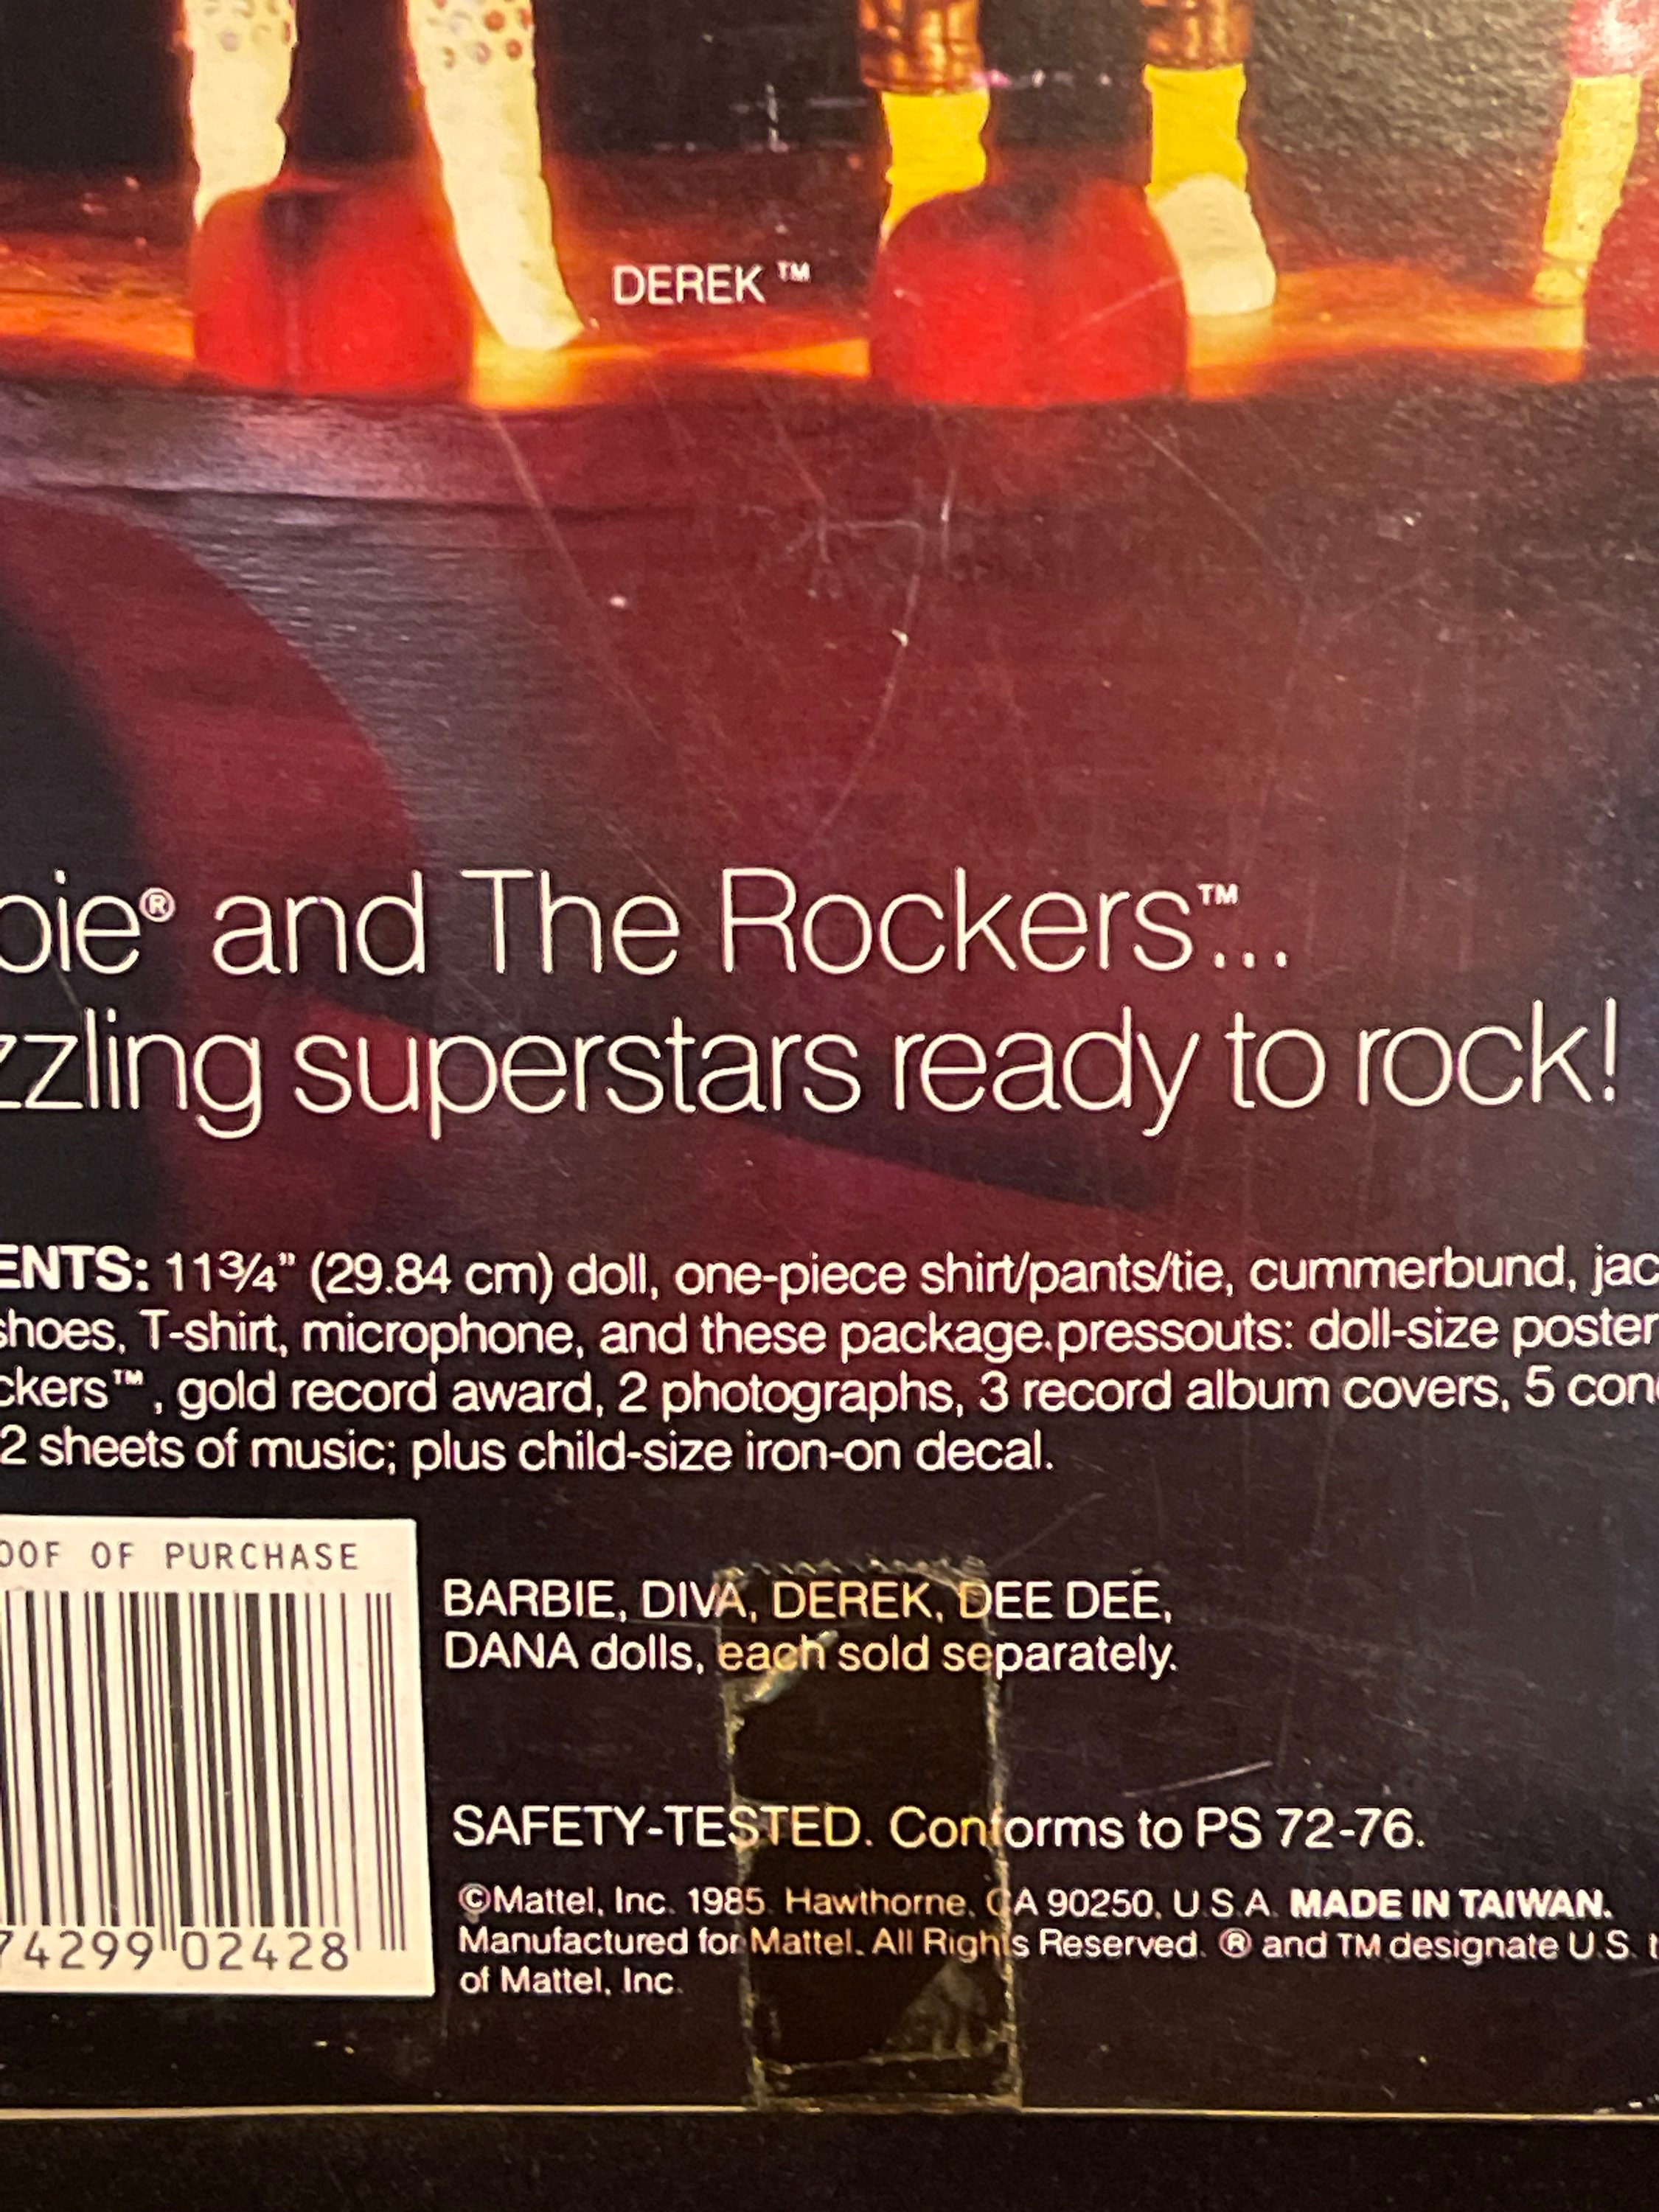 DEREK™
bie® and The Rockers™...
zzling superstars ready to rock!
ENTS: 11¾" (29.84 cm) doll, one-piece shirt/pants/tie, cummerbund, jac
shoes, T-shirt, microphone, and these package pressouts: doll-size poster
ckers™, gold record award, 2 photographs, 3 record album covers, 5 conc
2 sheets of music; plus child-size iron-on decal.
OOF OF PURCHASE
74299 02428
BARBIE, DIVA, DEREK, DEE DEE,
DANA dolls, each sold separately.
SAFETY-TESTED. Conforms to PS 72-76.
©Mattel, Inc. 1985. Hawthorne, CA 90250, U.S.A. MADE IN TAIWAN.
Manufactured for Mattel. All Rights Reserved. ® and TM designate U.S. t
of Mattel, Inc.